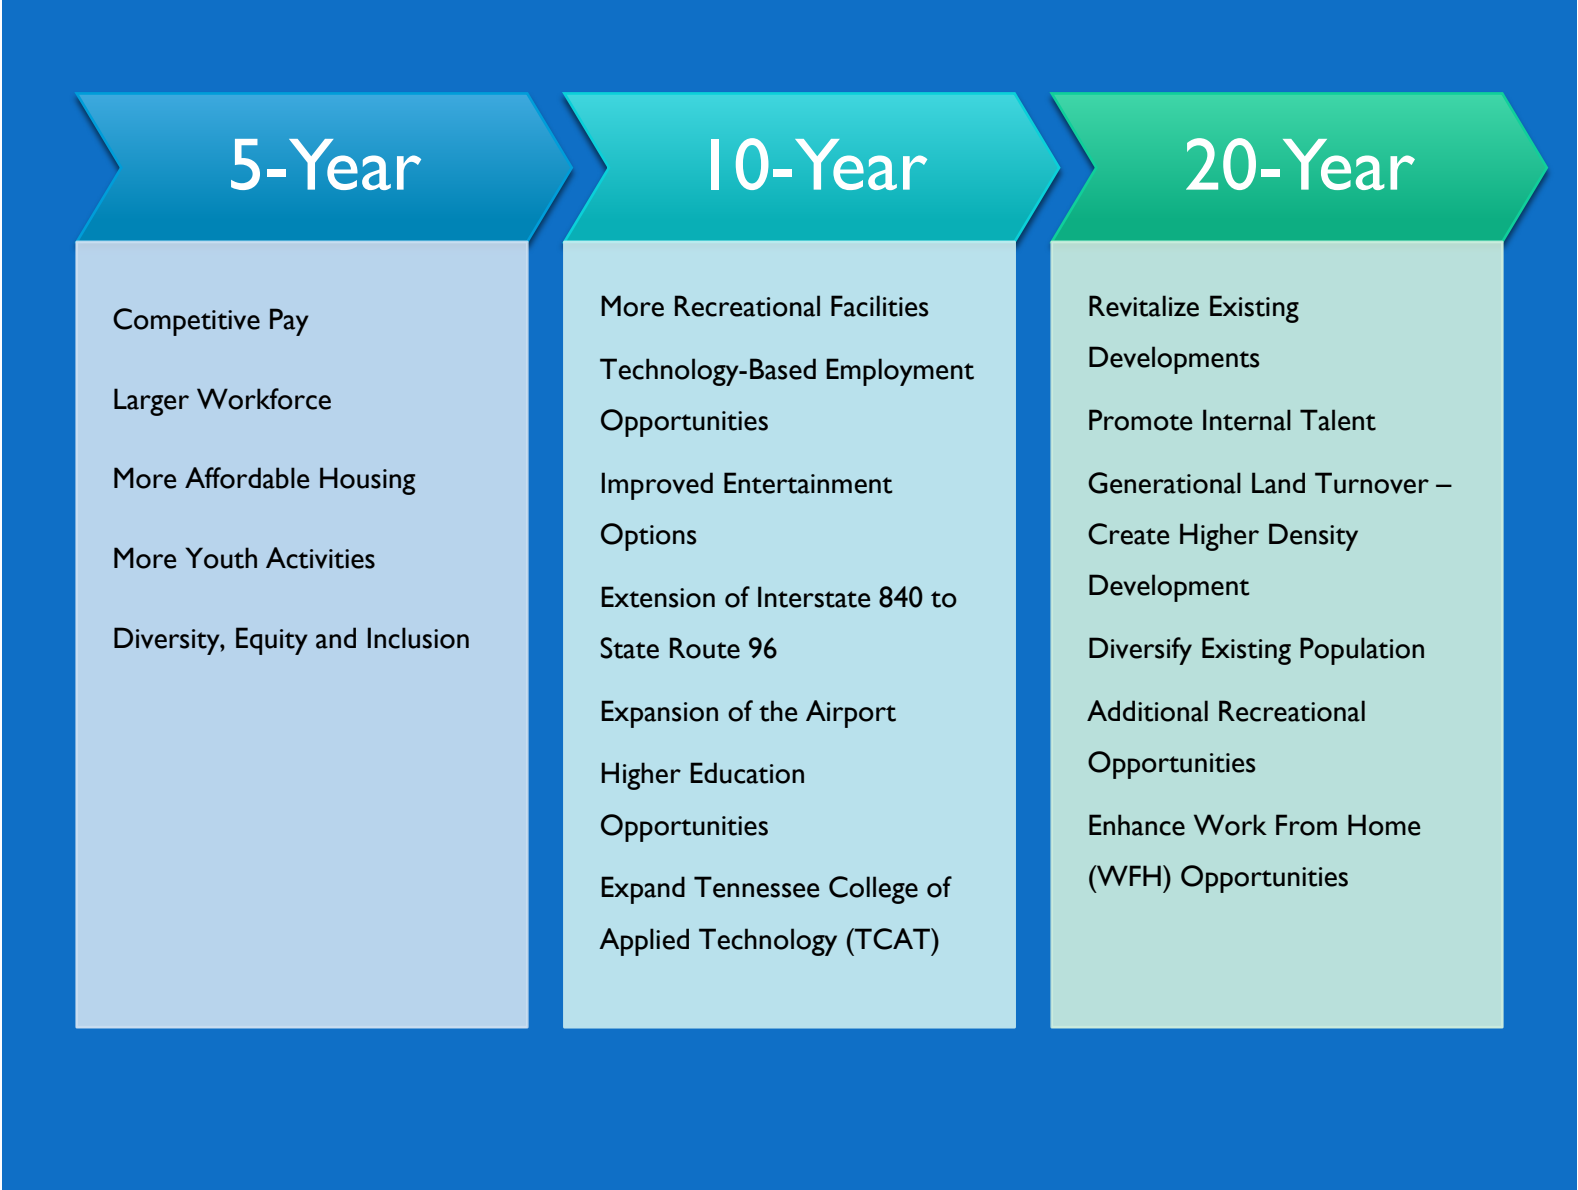 5-Year
Competitive Pay
Larger Workforce
More Affordable Housing
More Youth Activities
Diversity, Equity and Inclusion
10-Year
More Recreational Facilities
Technology-Based Employment
Opportunities
Improved Entertainment
Options
Extension of Interstate 840 to
State Route 96
Expansion of the Airport
Higher Education
Opportunities
Expand Tennessee College of
Applied Technology (TCAT)
20-Year
Revitalize Existing
Developments
Promote Internal Talent
Generational Land Turnover –
Create Higher Density
Development
Diversify Existing Population
Additional Recreational
Opportunities
Enhance Work From Home
(WFH) Opportunities